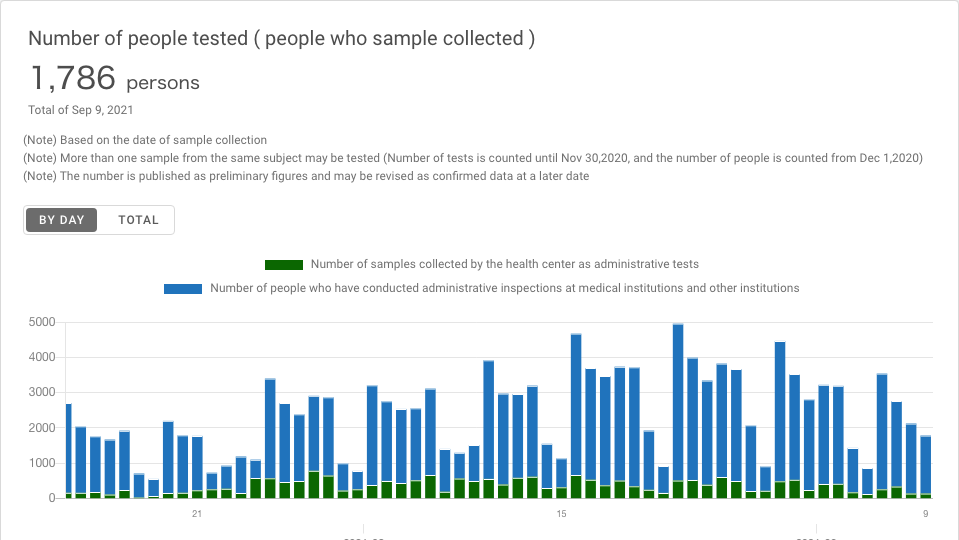 Number of people tested ( people who sample collected )
1,786 persons
Total of Sep 9, 2021
(Note) Based on the date of sample collection
(Note) More than one sample from the same subject may be tested (Number of tests is counted until Nov 30,2020, and the number of people is counted from Dec 1,2020)
(Note) The number is published as preliminary figures and may be revised as confirmed data at a later date
BY DAY TOTAL
Number of samples collected by the health center as administrative tests
Number of people who have conducted administrative inspections at medical institutions and other institutions
5000
4000
3000
2000
1000
0
21 15 9